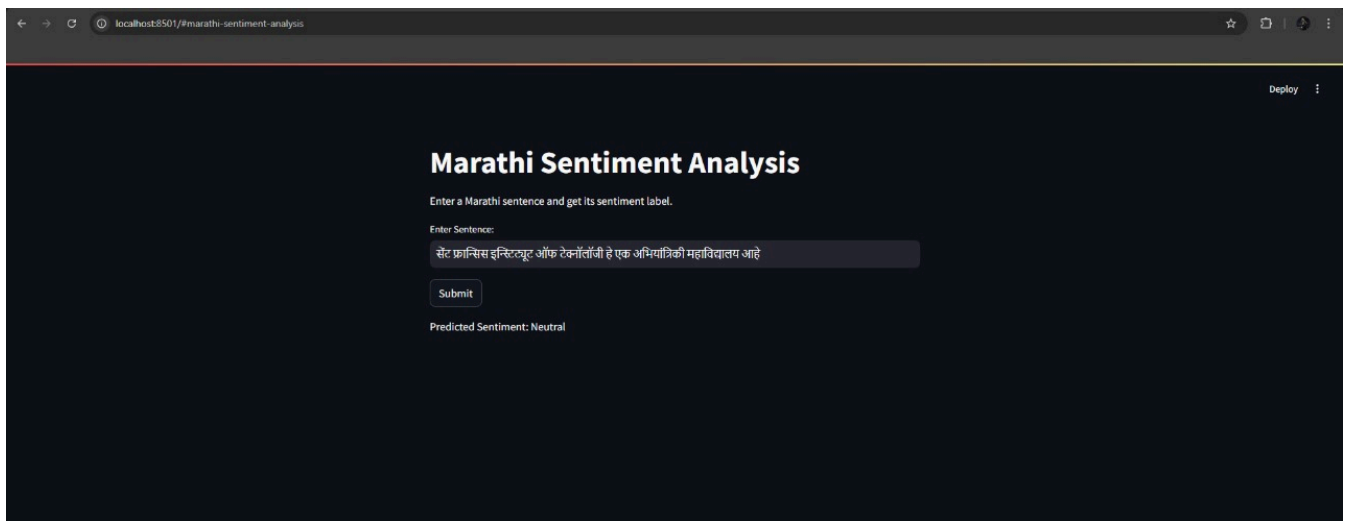 localhost:8501/#marathi-sentiment-analysis
Deploy
Marathi Sentiment Analysis
Enter a Marathi sentence and get its sentiment label.
Enter Sentence:
सेंट फ्रान्सिस इन्स्टिट्यूट ऑफ टेक्नॉलॉजी हे एक अभियांत्रिकी महाविद्यालय आहे
Submit
Predicted Sentiment: Neutral